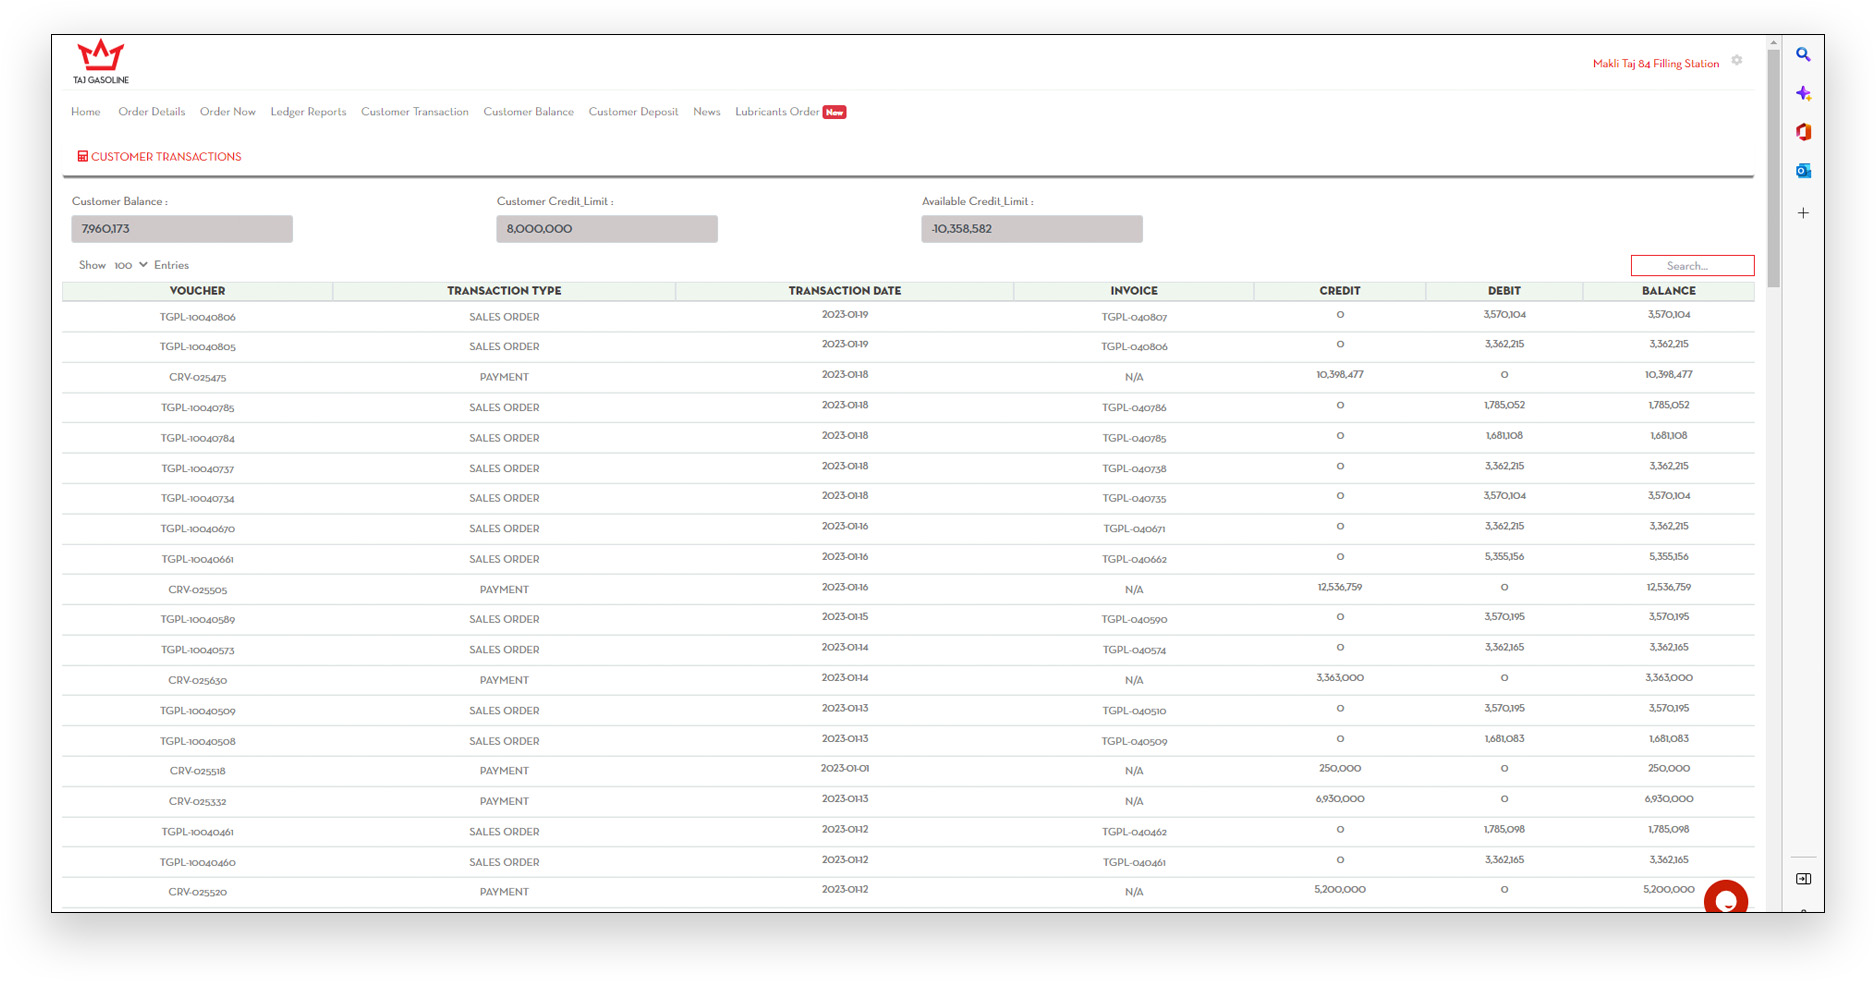 TAJ GASOLINE
Makli Taj 84 Filling Station
Home Order Details Order Now Ledger Reports Customer Transaction Customer Balance Customer Deposit News Lubricants Order New
CUSTOMER TRANSACTIONS
Customer Balance : Customer Credit_Limit : Available Credit_Limit :
7,960,173 8,000,000 -10,358,582
Show 100 Entries Search...
VOUCHER TRANSACTION TYPE TRANSACTION DATE INVOICE CREDIT DEBIT BALANCE
TGPL-10040806 SALES ORDER 2023-01-19 TGPL-040807 0 3,570,104 3,570,104
TGPL-10040805 SALES ORDER 2023-01-19 TGPL-040806 0 3,362,215 3,362,215
CRV-025475 PAYMENT 2023-01-18 N/A 10,398,477 0 10,398,477
TGPL-10040785 SALES ORDER 2023-01-18 TGPL-040786 0 1,785,052 1,785,052
TGPL-10040784 SALES ORDER 2023-01-18 TGPL-040785 0 1,681,108 1,681,108
TGPL-10040737 SALES ORDER 2023-01-18 TGPL-040738 0 3,362,215 3,362,215
TGPL-10040734 SALES ORDER 2023-01-18 TGPL-040735 0 3,570,104 3,570,104
TGPL-10040670 SALES ORDER 2023-01-16 TGPL-040671 0 3,362,215 3,362,215
TGPL-10040661 SALES ORDER 2023-01-16 TGPL-040662 0 5,355,156 5,355,156
CRV-025505 PAYMENT 2023-01-16 N/A 12,536,759 0 12,536,759
TGPL-10040589 SALES ORDER 2023-01-15 TGPL-040590 0 3,570,195 3,570,195
TGPL-10040573 SALES ORDER 2023-01-14 TGPL-040574 0 3,362,165 3,362,165
CRV-025630 PAYMENT 2023-01-14 N/A 3,363,000 0 3,363,000
TGPL-10040509 SALES ORDER 2023-01-13 TGPL-040510 0 3,570,195 3,570,195
TGPL-10040508 SALES ORDER 2023-01-13 TGPL-040509 0 1,681,083 1,681,083
CRV-025518 PAYMENT 2023-01-01 N/A 250,000 0 250,000
CRV-025332 PAYMENT 2023-01-13 N/A 6,930,000 0 6,930,000
TGPL-10040461 SALES ORDER 2023-01-12 TGPL-040462 0 1,785,098 1,785,098
TGPL-10040460 SALES ORDER 2023-01-12 TGPL-040461 0 3,362,165 3,362,165
CRV-025520 PAYMENT 2023-01-12 N/A 5,200,000 0 5,200,000